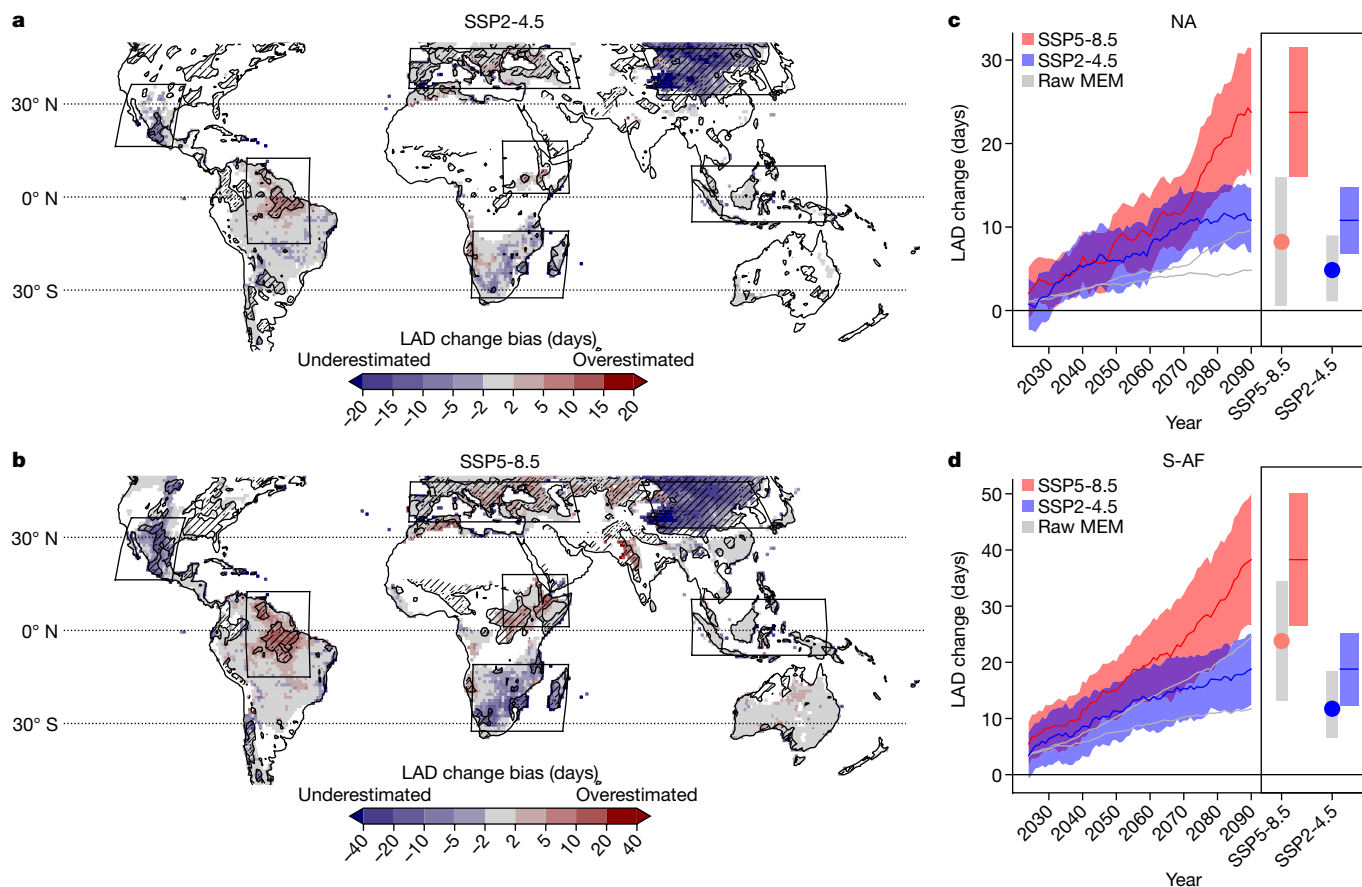 a
SSP2-4.5
30° N
0° N
30° S
LAD change bias (days)
Underestimated
Overestimated
−20
−15
−10
−5
−2
2
5
10
15
20
b
SSP5-8.5
30° N
0° N
30° S
LAD change bias (days)
Underestimated
Overestimated
−40
−20
−10
−5
−2
2
5
10
20
40
c
NA
SSP5-8.5
SSP2-4.5
Raw MEM
LAD change (days)
30
20
10
0
2030
2040
2050
2060
2070
2080
2090
SSP5-8.5
SSP2-4.5
Year
d
S-AF
SSP5-8.5
SSP2-4.5
Raw MEM
LAD change (days)
50
40
30
20
10
0
2030
2040
2050
2060
2070
2080
2090
SSP5-8.5
SSP2-4.5
Year